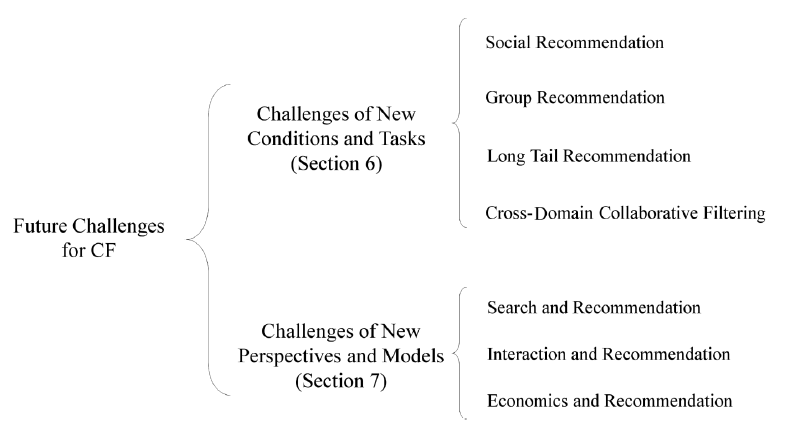 Future Challenges
for CF
Challenges of New
Conditions and Tasks
(Section 6)
Social Recommendation
Group Recommendation
Long Tail Recommendation
Cross-Domain Collaborative Filtering
Challenges of New
Perspectives and Models
(Section 7)
Search and Recommendation
Interaction and Recommendation
Economics and Recommendation